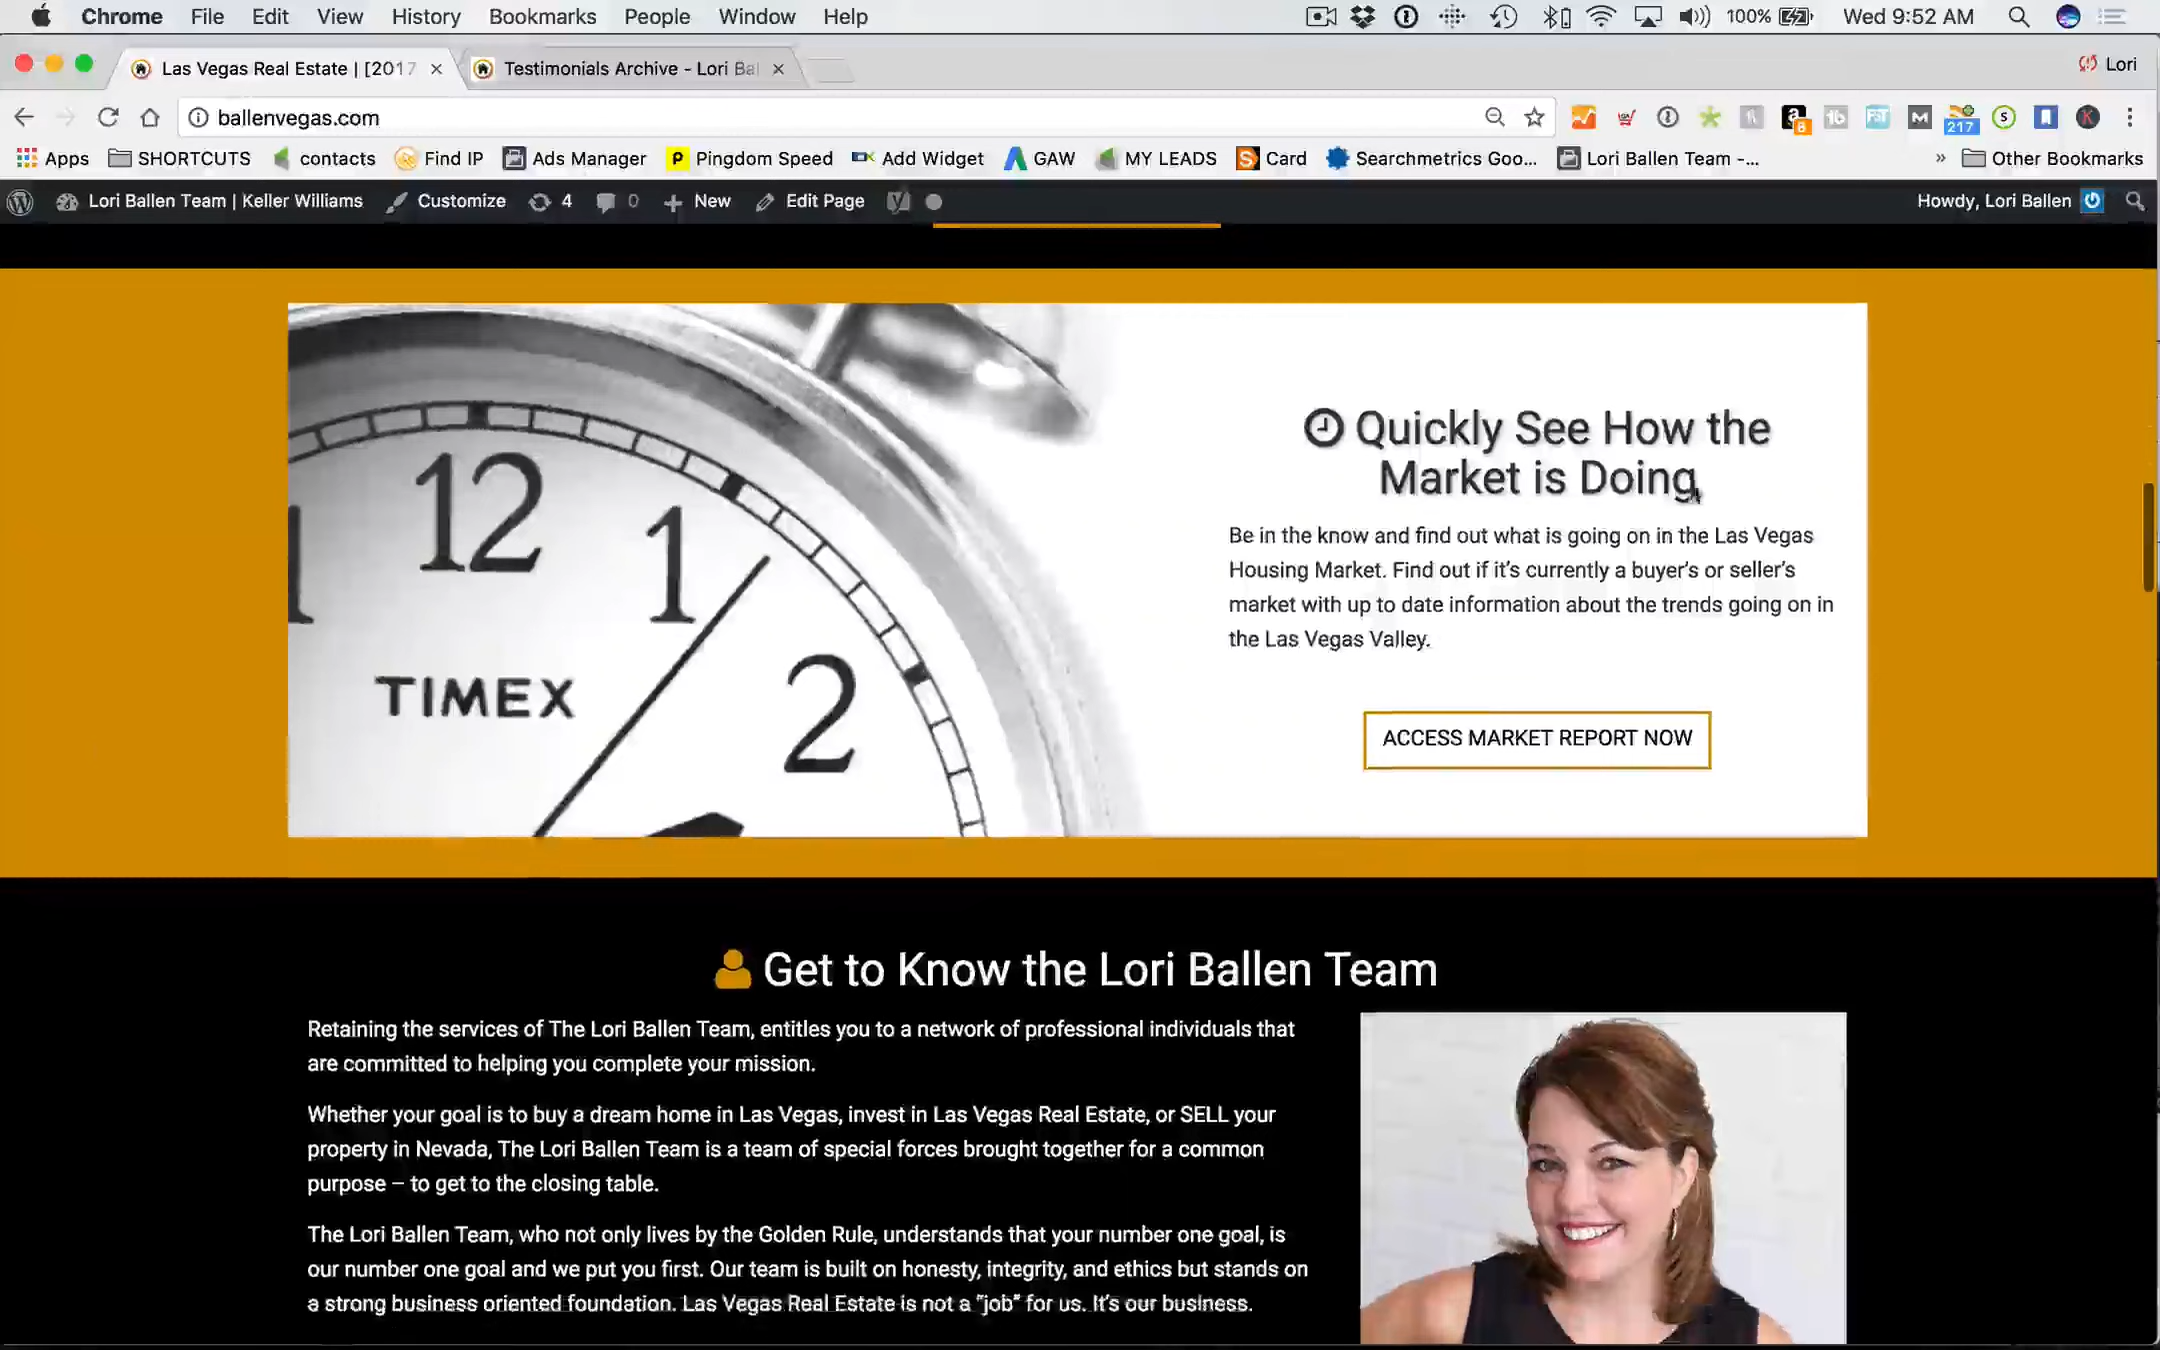 Chrome File Edit View History Bookmarks People Window Help 100% Wed 9:52 AM
Las Vegas Real Estate | [2017 Testimonials Archive - Lori Bal Lori
ballenvegas.com
217
Apps SHORTCUTS contacts Find IP Ads Manager Pingdom Speed Add Widget GAW MY LEADS Card Searchmetrics Goo... Lori Ballen Team -... » Other Bookmarks
Lori Ballen Team | Keller Williams Customize 4 0 New Edit Page Howdy, Lori Ballen
12
1
2
TIMEX
Quickly See How the
Market is Doing
Be in the know and find out what is going on in the Las Vegas
Housing Market. Find out if it's currently a buyer's or seller's
market with up to date information about the trends going on in
the Las Vegas Valley.
ACCESS MARKET REPORT NOW
Get to Know the Lori Ballen Team
Retaining the services of The Lori Ballen Team, entitles you to a network of professional individuals that
are committed to helping you complete your mission.
Whether your goal is to buy a dream home in Las Vegas, invest in Las Vegas Real Estate, or SELL your
property in Nevada, The Lori Ballen Team is a team of special forces brought together for a common
purpose – to get to the closing table.
The Lori Ballen Team, who not only lives by the Golden Rule, understands that your number one goal, is
our number one goal and we put you first. Our team is built on honesty, integrity, and ethics but stands on
a strong business oriented foundation. Las Vegas Real Estate is not a "job" for us. It's our business.